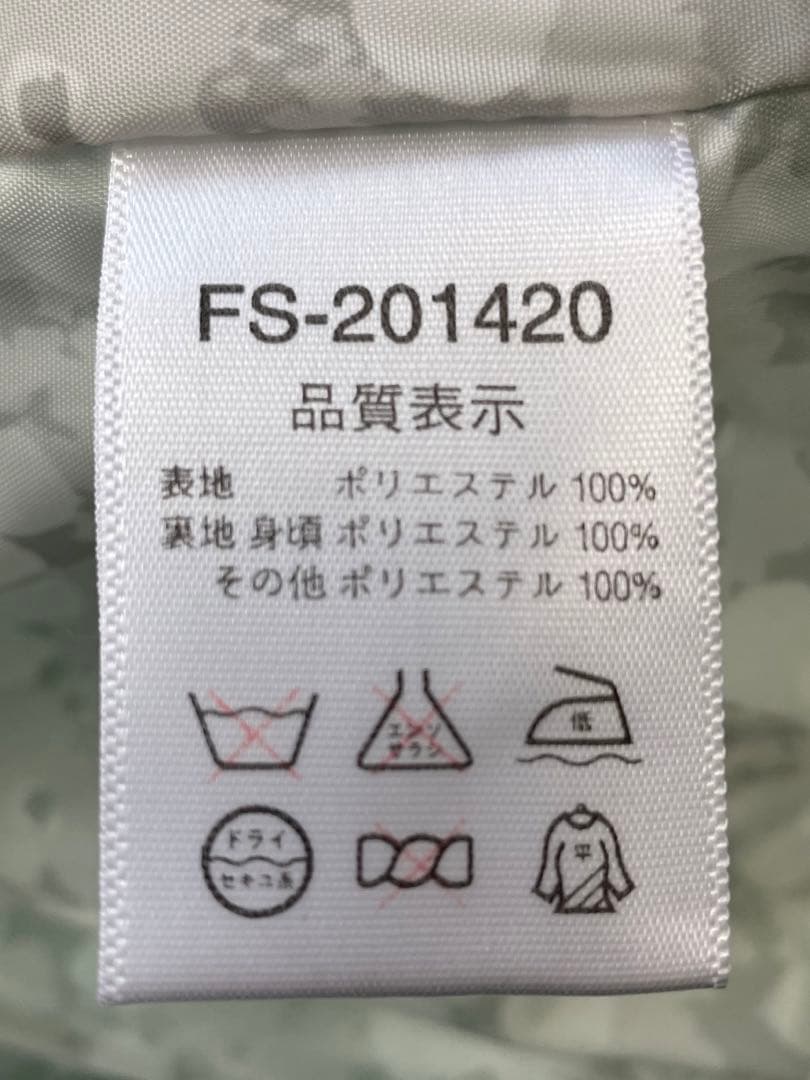 FS-201420
品質表示
表地 ポリエステル 100%
裏地 身頃 ポリエステル 100%
その他 ポリエステル 100%
エンソ
サラシ
低
ドライ
セキユ系
平